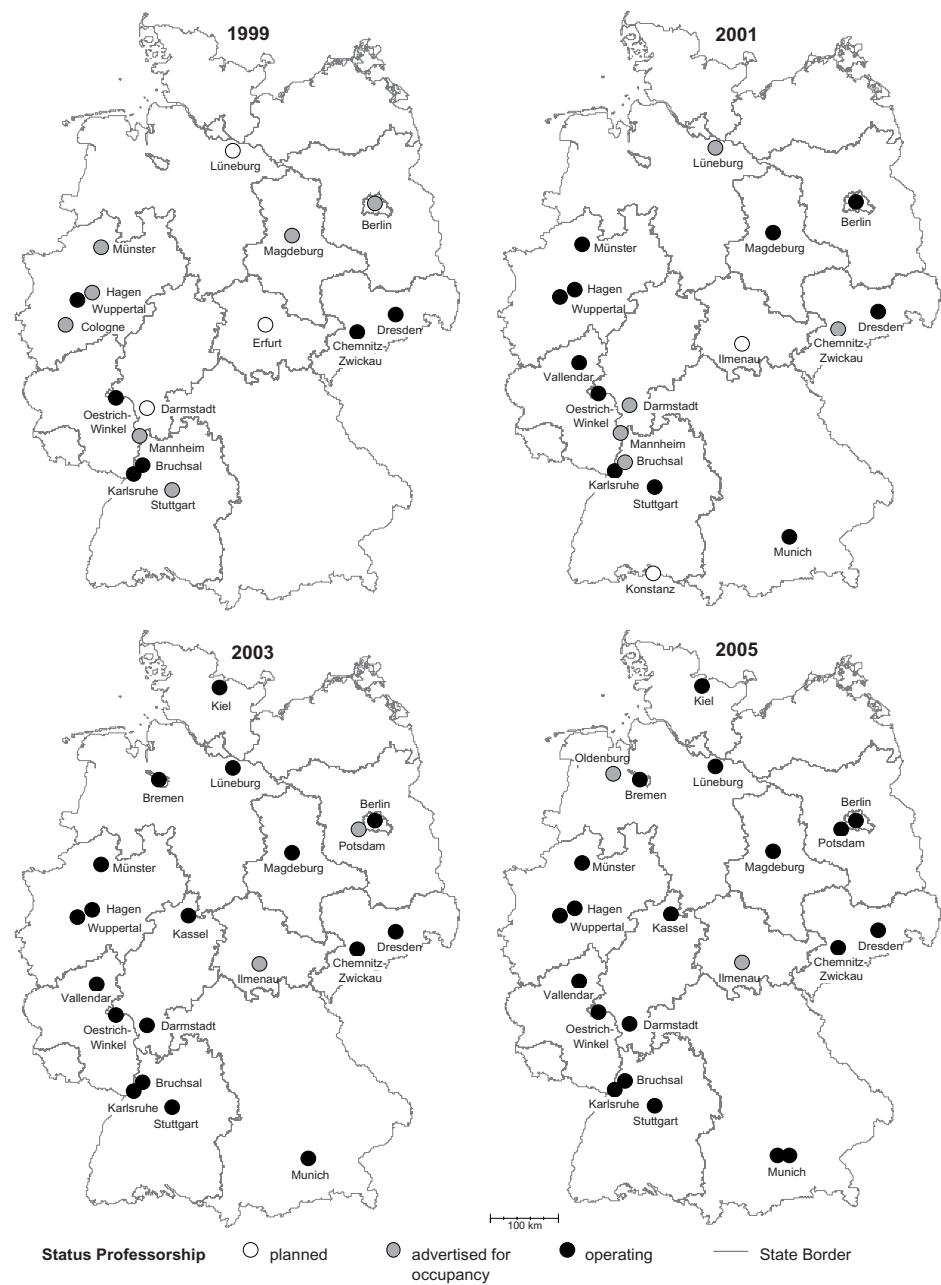 1999
Lüneburg
Berlin
Münster
Magdeburg
Hagen
Wuppertal
Cologne
Erfurt
Dresden
Chemnitz-
Zwickau
Oestrich-
Winkel
Darmstadt
Mannheim
Bruchsal
Karlsruhe
Stuttgart
2001
Lüneburg
Berlin
Münster
Magdeburg
Hagen
Wuppertal
Dresden
Chemnitz-
Zwickau
Ilmenau
Vallendar
Oestrich-
Winkel
Darmstadt
Mannheim
Bruchsal
Karlsruhe
Stuttgart
Munich
Konstanz
2003
Kiel
Lüneburg
Bremen
Berlin
Potsdam
Münster
Magdeburg
Hagen
Wuppertal
Kassel
Dresden
Chemnitz-
Zwickau
Ilmenau
Vallendar
Oestrich-
Winkel
Darmstadt
Bruchsal
Karlsruhe
Stuttgart
Munich
2005
Kiel
Oldenburg
Lüneburg
Bremen
Berlin
Potsdam
Münster
Magdeburg
Hagen
Wuppertal
Kassel
Dresden
Chemnitz-
Zwickau
Ilmenau
Vallendar
Oestrich-
Winkel
Darmstadt
Bruchsal
Karlsruhe
Stuttgart
Munich
100 km
Status Professorship
planned
advertised for
occupancy
operating
State Border